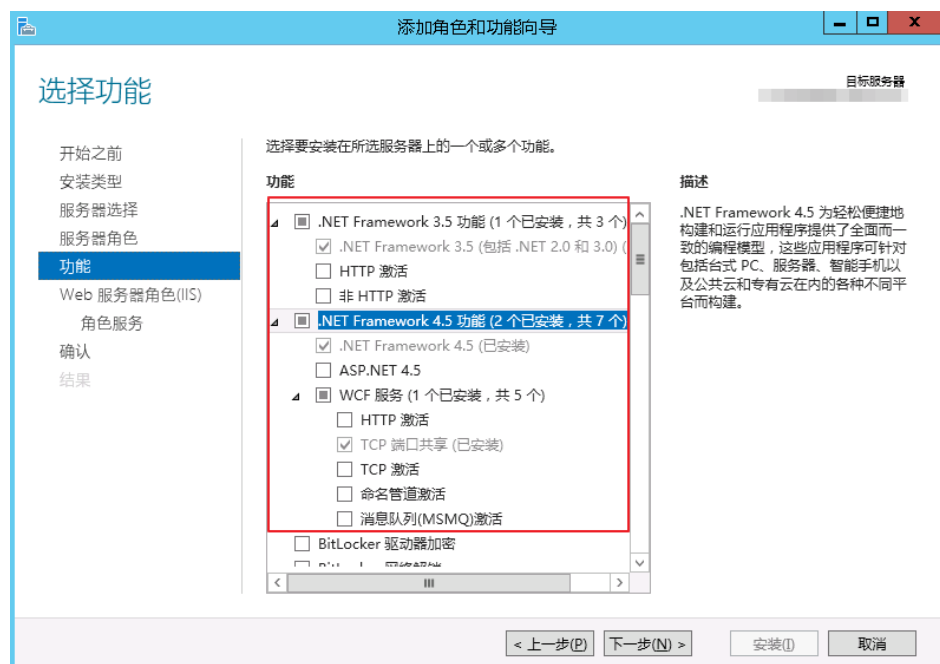 添加角色和功能向导
选择功能
目标服务器
开始之前
安装类型
服务器选择
服务器角色
功能
Web 服务器角色(IIS)
角色服务
确认
结果
选择要安装在所选服务器上的一个或多个功能。
功能
.NET Framework 3.5 功能 (1 个已安装，共 3 个)
.NET Framework 3.5 (包括 .NET 2.0 和 3.0) (
HTTP 激活
非 HTTP 激活
.NET Framework 4.5 功能 (2 个已安装，共 7 个)
.NET Framework 4.5 (已安装)
ASP.NET 4.5
WCF 服务 (1 个已安装，共 5 个)
HTTP 激活
TCP 端口共享 (已安装)
TCP 激活
命名管道激活
消息队列(MSMQ)激活
BitLocker 驱动器加密
描述
.NET Framework 4.5 为轻松便捷地
构建和运行应用程序提供了全面而一
致的编程模型，这些应用程序可针对
包括台式 PC、服务器、智能手机以
及公共云和专有云在内的各种不同平
台而构建。
< 上一步(P)
下一步(N) >
安装(I)
取消